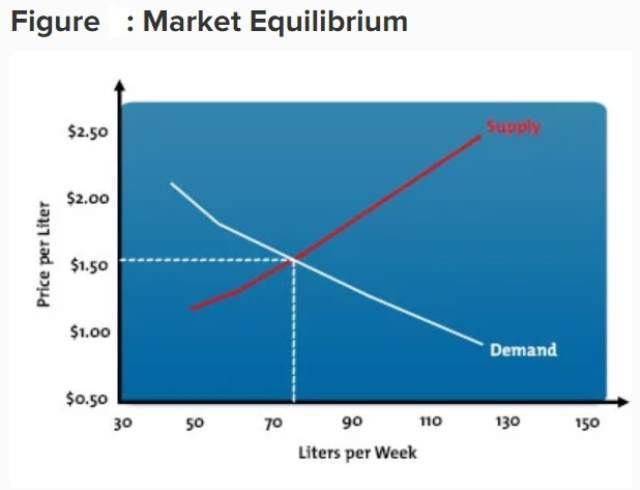 Figure : Market Equilibrium
$2.50
Supply
$2.00
Price per Liter
$1.50
$1.00
Demand
$0.50
30 50 70 90 110 130 150
Liters per Week